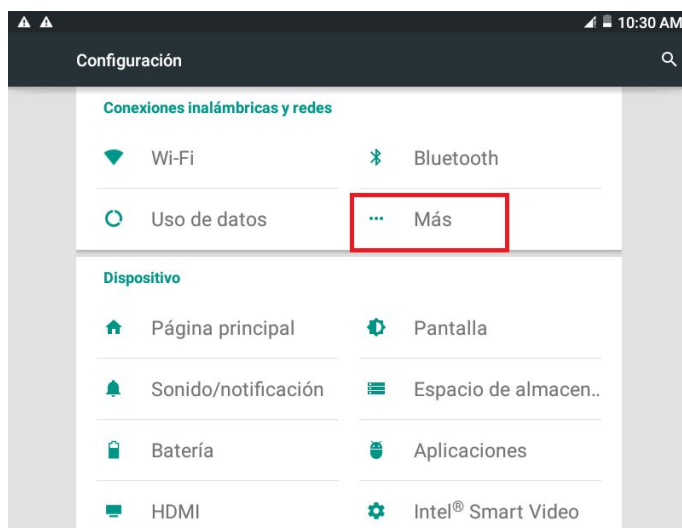 10:30 AM
Configuración
Conexiones inalámbricas y redes
Wi-Fi
Bluetooth
Uso de datos
Más
Dispositivo
Página principal
Pantalla
Sonido/notificación
Espacio de almacen..
Batería
Aplicaciones
HDMI
Intel® Smart Video